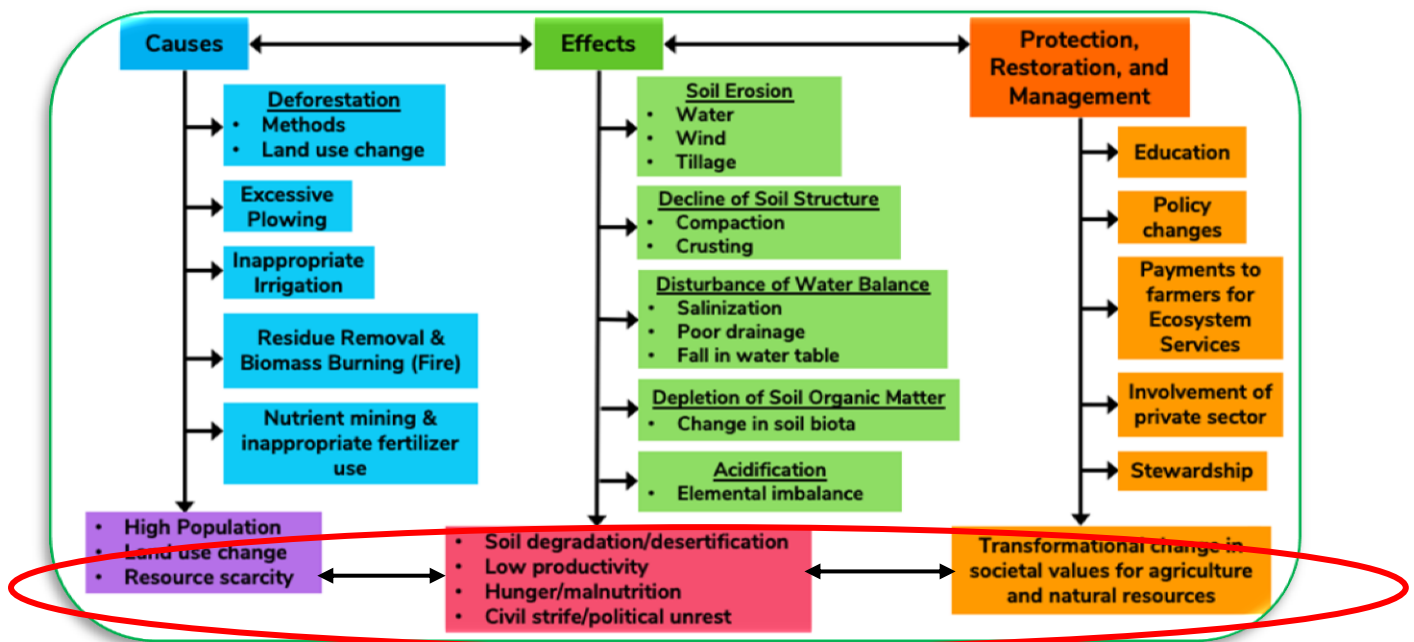 Causes
Effects
Protection,
Restoration, and
Management
Deforestation
• Methods
• Land use change
Excessive
Plowing
Inappropriate
Irrigation
Residue Removal &
Biomass Burning (Fire)
Nutrient mining &
inappropriate fertilizer
use
• High Population
• Land use change
• Resource scarcity
Soil Erosion
• Water
• Wind
• Tillage
Decline of Soil Structure
• Compaction
• Crusting
Disturbance of Water Balance
• Salinization
• Poor drainage
• Fall in water table
Depletion of Soil Organic Matter
• Change in soil biota
Acidification
• Elemental imbalance
• Soil degradation/desertification
• Low productivity
• Hunger/malnutrition
• Civil strife/political unrest
Education
Policy
changes
Payments to
farmers for
Ecosystem
Services
Involvement of
private sector
Stewardship
Transformational change in
societal values for agriculture
and natural resources